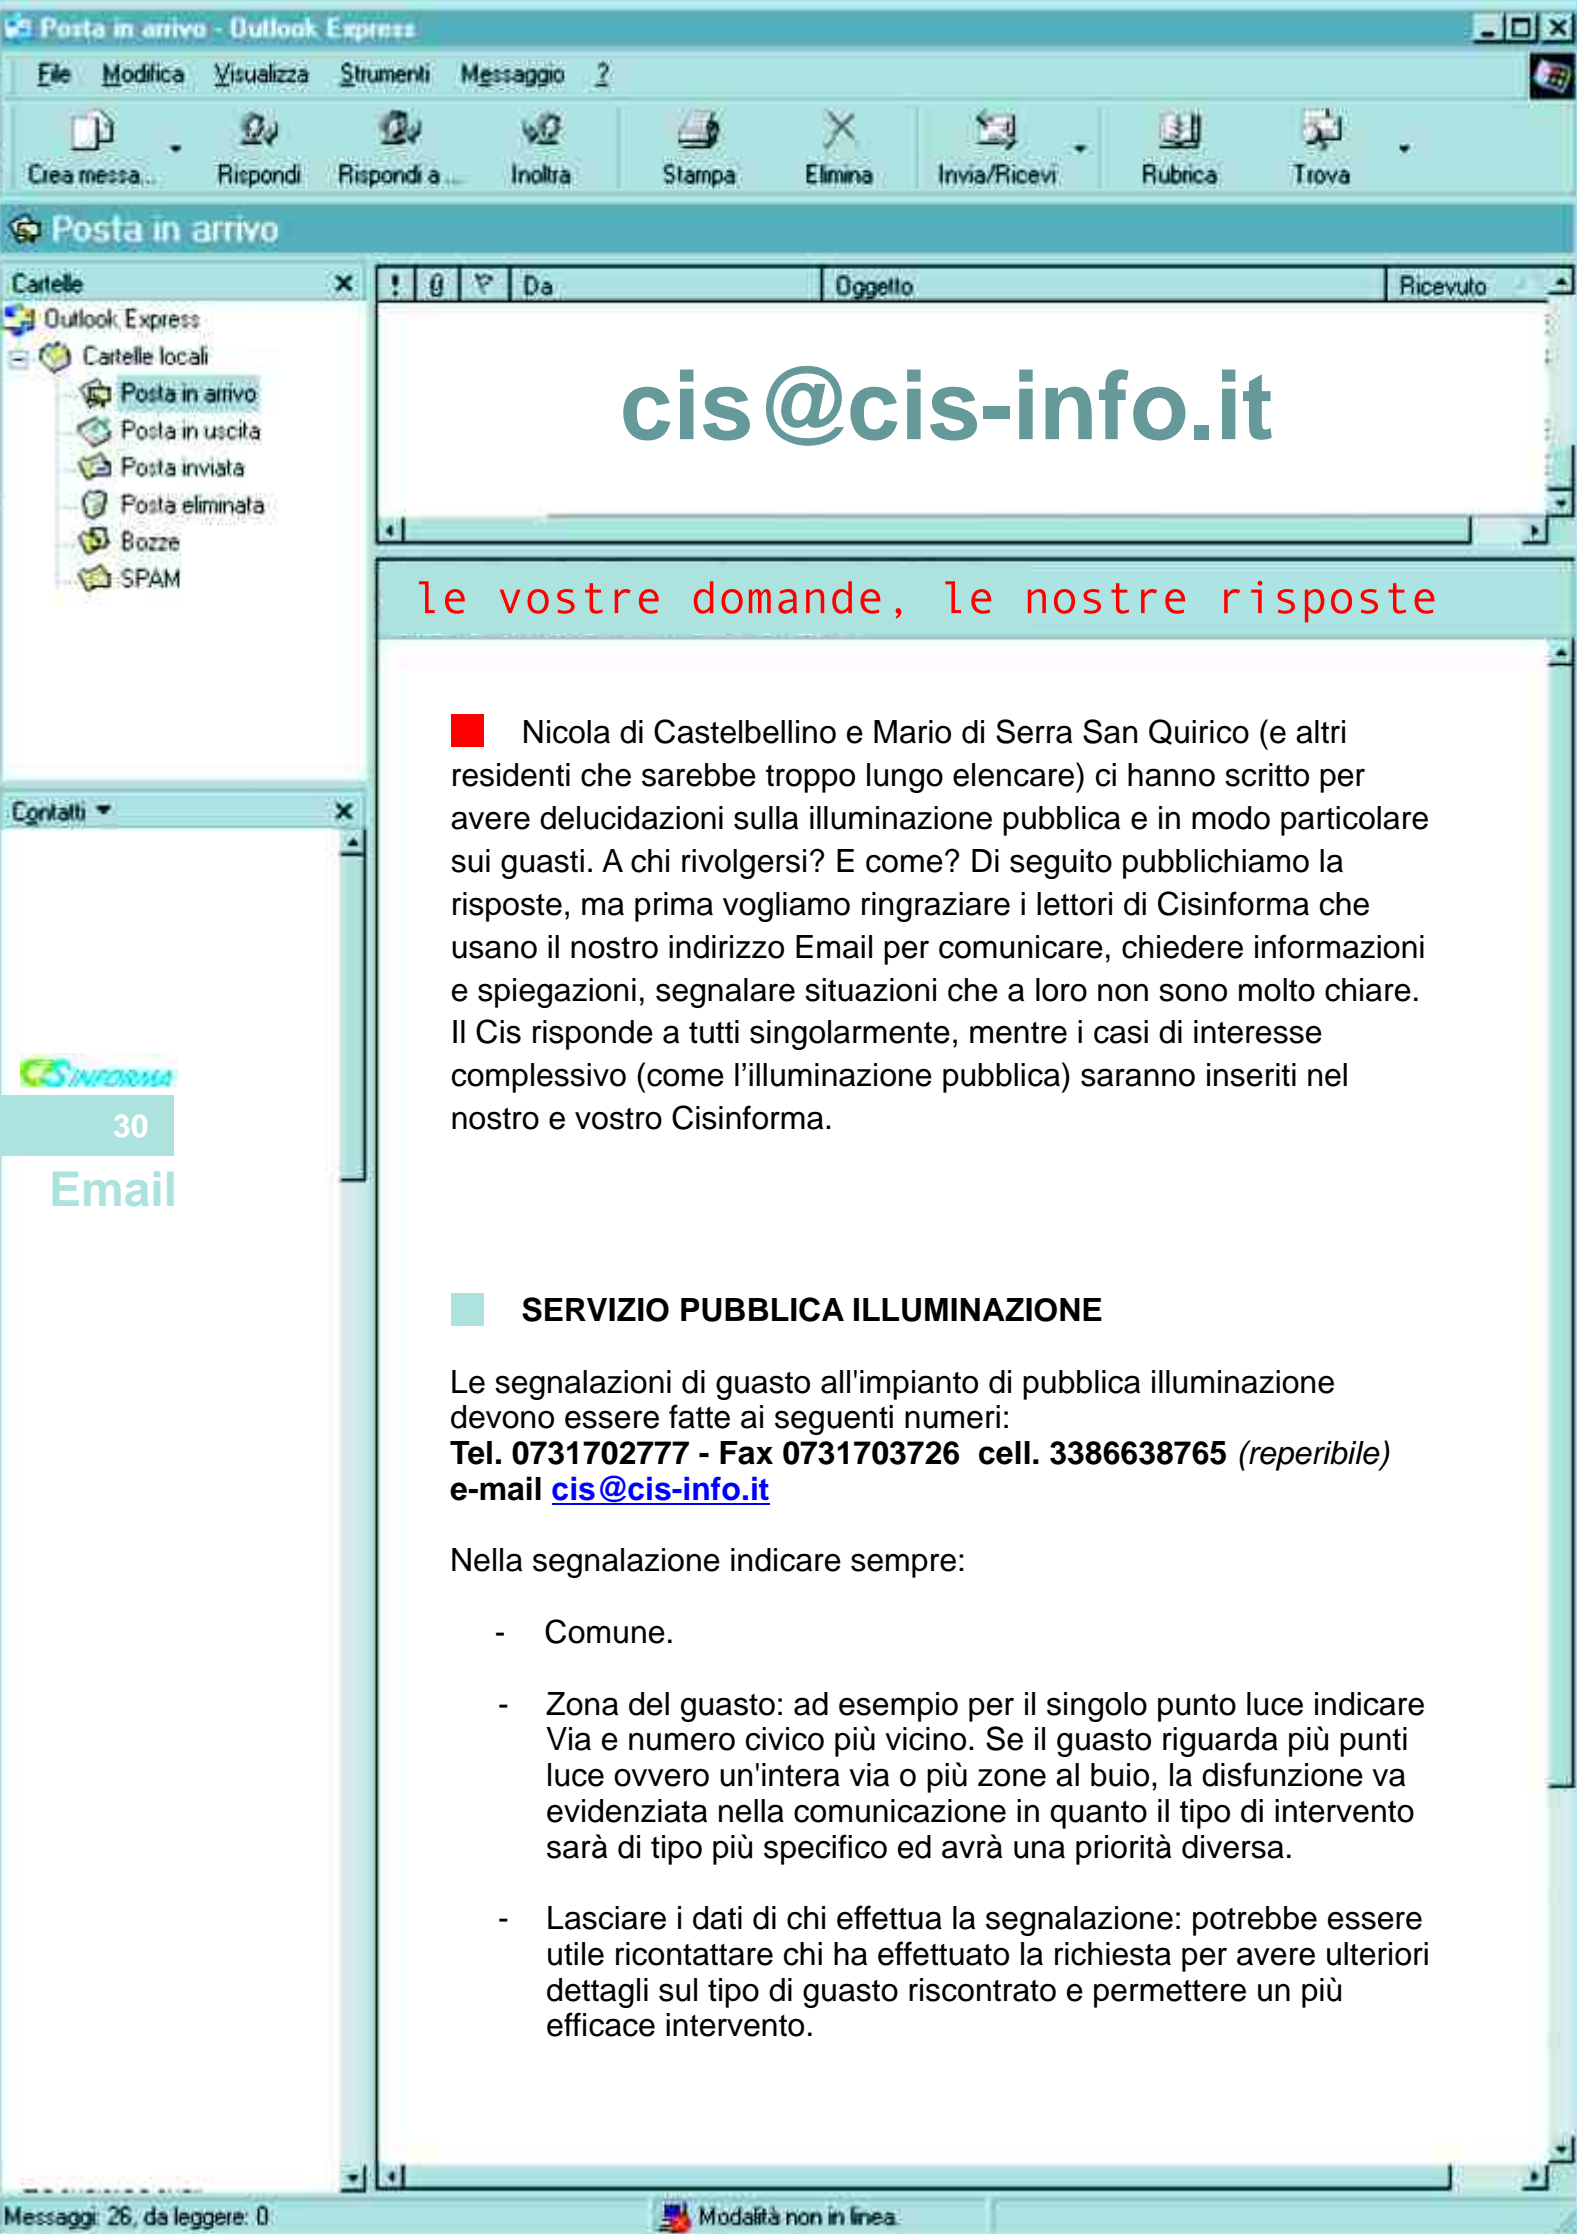 Posta in arrivo - Outlook Express
File Modifica Visualizza Strumenti Messaggio ?
Crea messa... Rispondi Rispondi a ... Inoltra Stampa Elimina Invia/Ricevi Rubrica Trova
Posta in arrivo
Cartelle
Outlook Express
Cartelle locali
Posta in arrivo
Posta in uscita
Posta inviata
Posta eliminata
Bozze
SPAM
Contatti
CISINFORMA
30
Email
! Da Oggetto Ricevuto
cis@cis-info.it
le vostre domande, le nostre risposte
Nicola di Castelbellino e Mario di Serra San Quirico (e altri
residenti che sarebbe troppo lungo elencare) ci hanno scritto per
avere delucidazioni sulla illuminazione pubblica e in modo particolare
sui guasti. A chi rivolgersi? E come? Di seguito pubblichiamo la
risposte, ma prima vogliamo ringraziare i lettori di Cisinforma che
usano il nostro indirizzo Email per comunicare, chiedere informazioni
e spiegazioni, segnalare situazioni che a loro non sono molto chiare.
Il Cis risponde a tutti singolarmente, mentre i casi di interesse
complessivo (come l’illuminazione pubblica) saranno inseriti nel
nostro e vostro Cisinforma.
SERVIZIO PUBBLICA ILLUMINAZIONE
Le segnalazioni di guasto all'impianto di pubblica illuminazione
devono essere fatte ai seguenti numeri:
Tel. 0731702777 - Fax 0731703726 cell. 3386638765 (reperibile)
e-mail cis@cis-info.it
Nella segnalazione indicare sempre:
- Comune.
- Zona del guasto: ad esempio per il singolo punto luce indicare
Via e numero civico più vicino. Se il guasto riguarda più punti
luce ovvero un'intera via o più zone al buio, la disfunzione va
evidenziata nella comunicazione in quanto il tipo di intervento
sarà di tipo più specifico ed avrà una priorità diversa.
- Lasciare i dati di chi effettua la segnalazione: potrebbe essere
utile ricontattare chi ha effettuato la richiesta per avere ulteriori
dettagli sul tipo di guasto riscontrato e permettere un più
efficace intervento.
Messaggi: 26, da leggere: 0 Modalità non in linea.